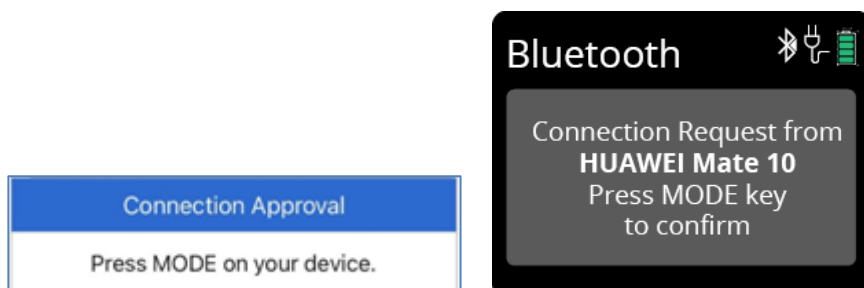 Connection Approval
Press MODE on your device.
Bluetooth
Connection Request from
HUAWEI Mate 10
Press MODE key
to confirm